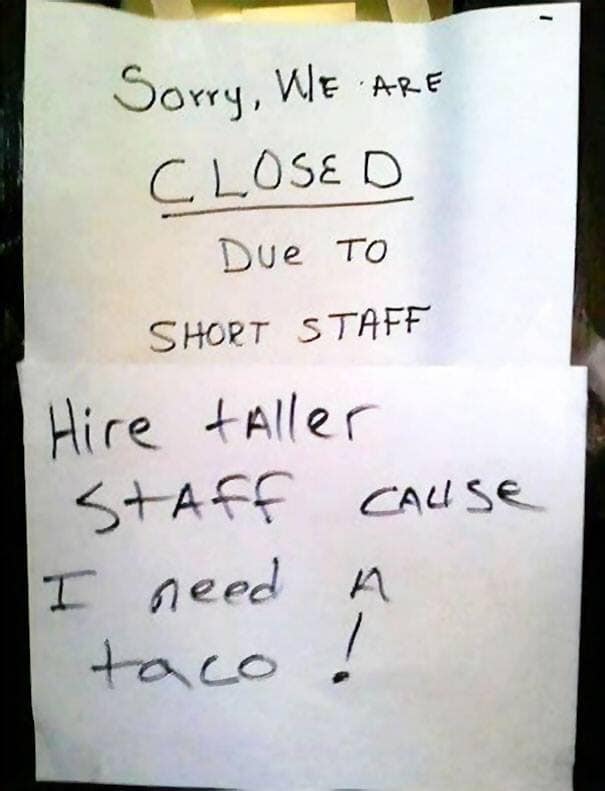 Sorry, WE ARE
CLOSED
Due TO
SHORT STAFF
Hire tAller
StAff CAUSe
I need A
taco !